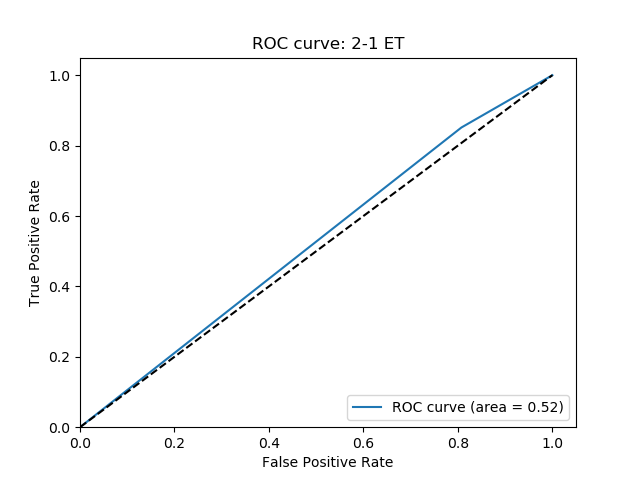 ROC curve: 2-1 ET
1.0
0.8
0.6
0.4
0.2
0.0
True Positive Rate
ROC curve (area = 0.52)
0.0 0.2 0.4 0.6 0.8 1.0
False Positive Rate